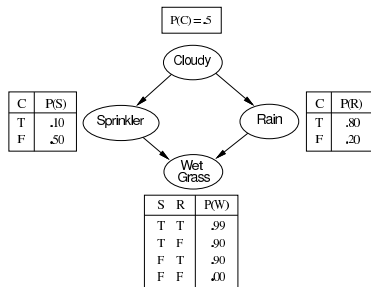 P(C) = .5
Cloudy
C P(S)
T .10
F .50
Sprinkler
Rain
C P(R)
T .80
F .20
Wet
Grass
S R P(W)
T T .99
T F .90
F T .90
F F .00